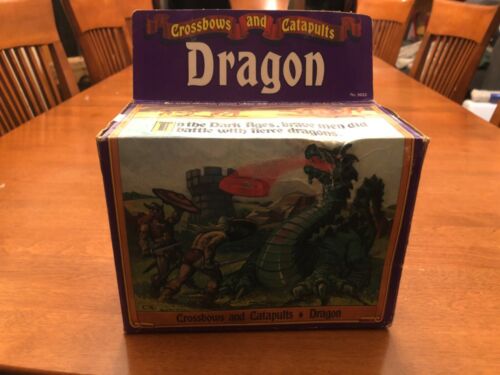 Crossbows and Catapults
Dragon
In the Dark Ages, brave men did
battle with fierce dragons.
Crossbows and Catapults ♦ Dragon